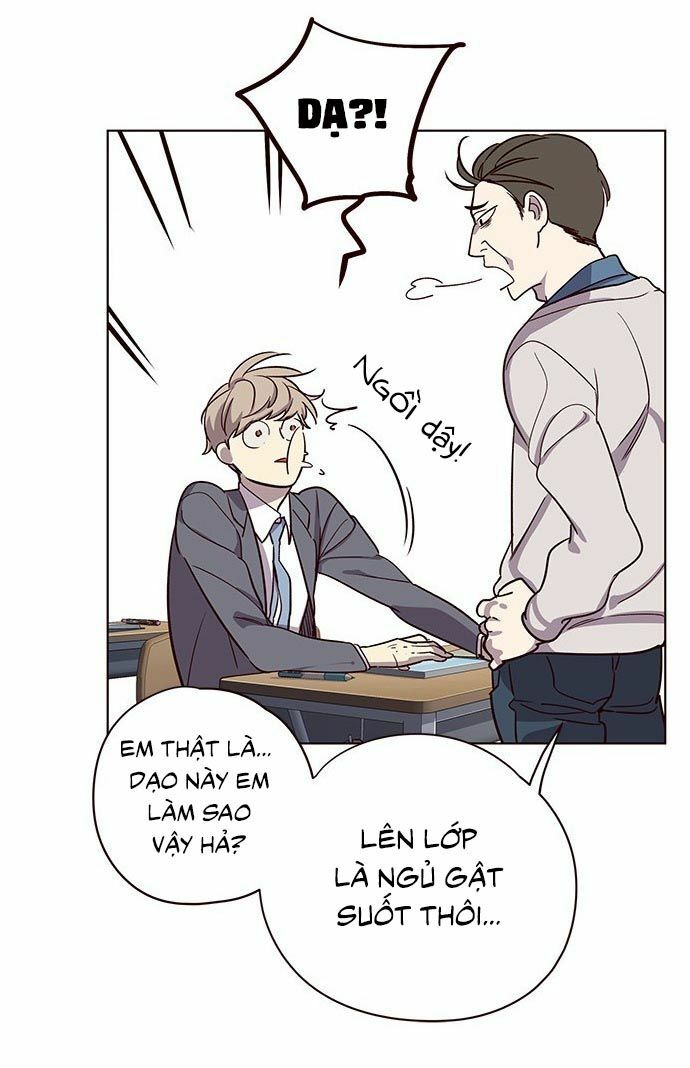 DẠ?!
Ngồi dậy!
EM THẬT LÀ...
DẠO NÀY EM
LÀM SAO
VẬY HẢ?
LÊN LỚP
LÀ NGỦ GẬT
SUỐT THÔI...